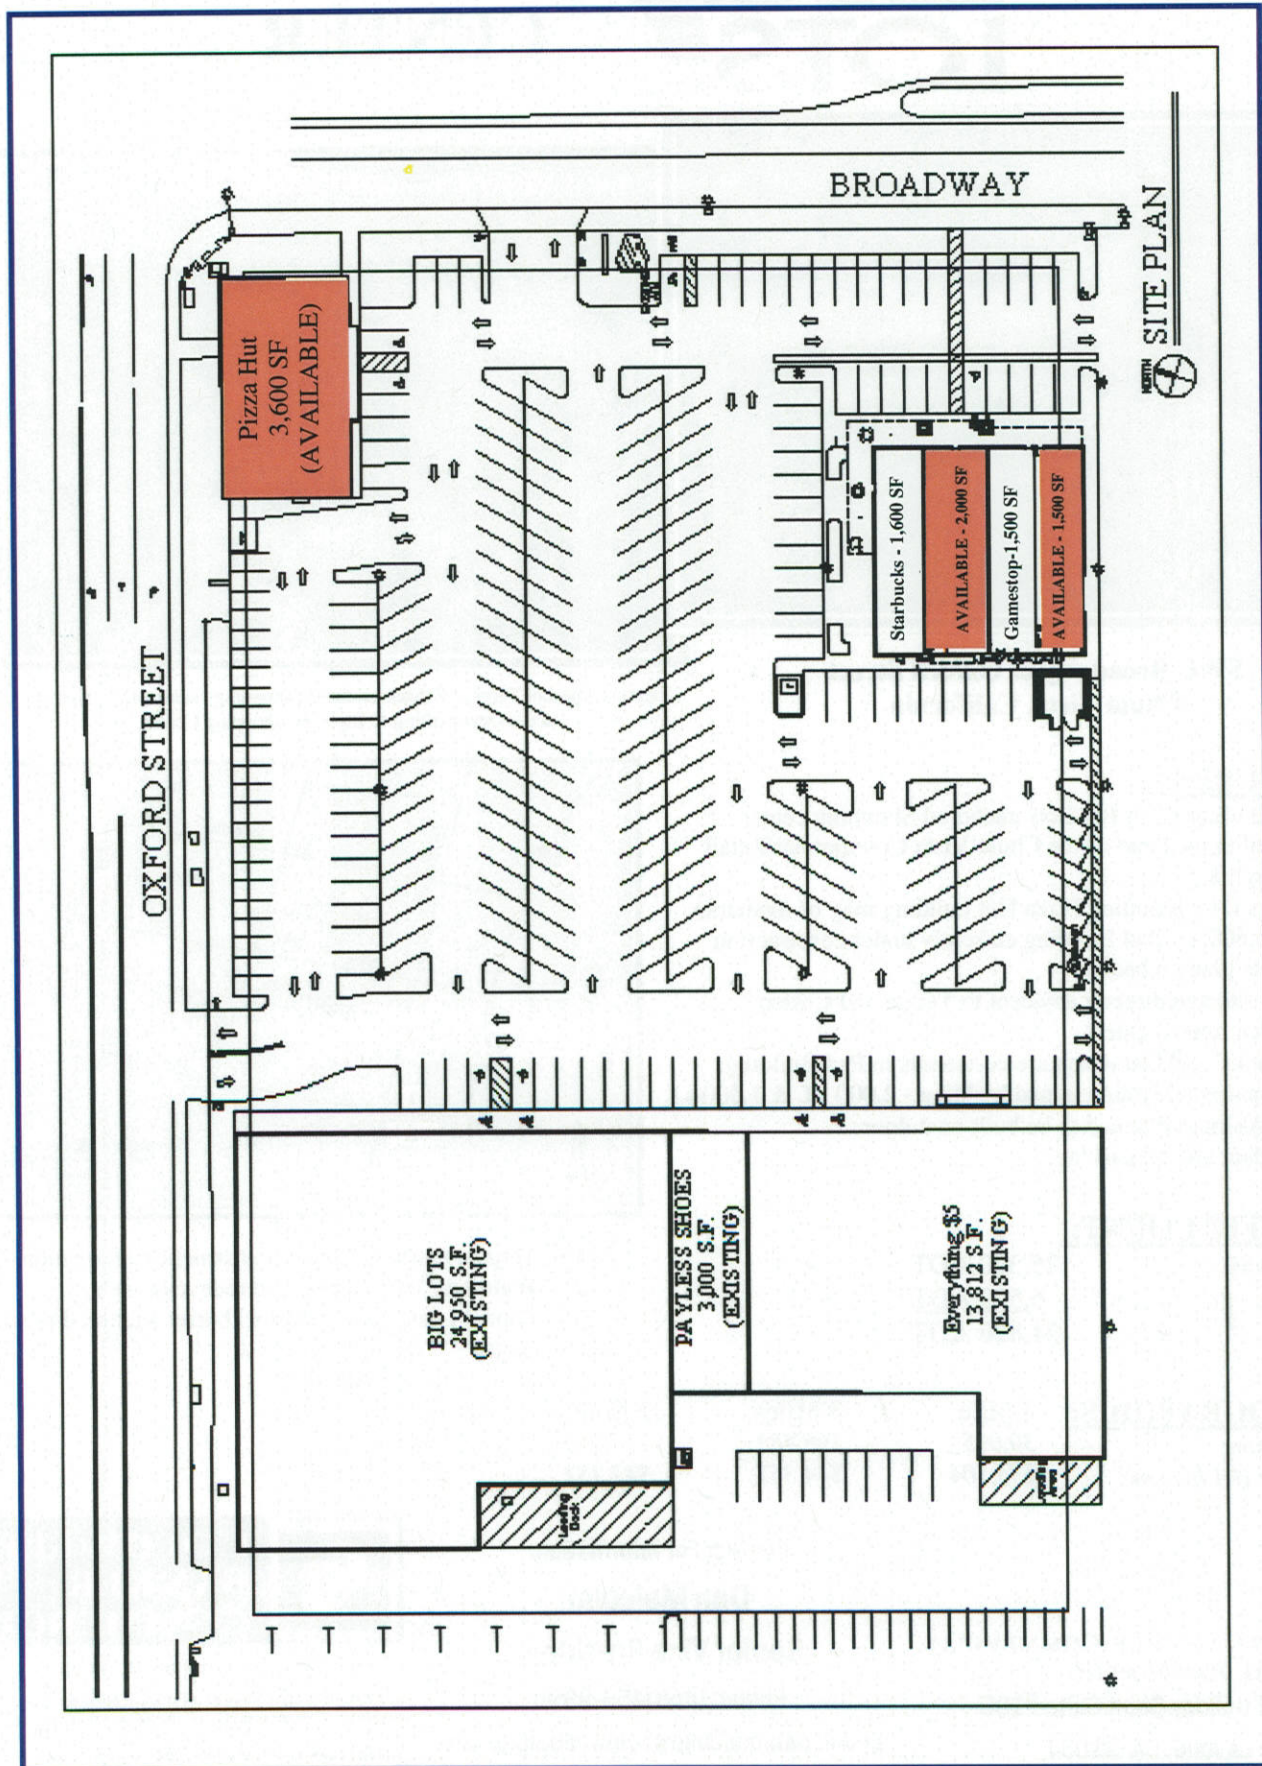 BROADWAY
SITE PLAN
NORTH
OXFORD STREET
Pizza Hut
3,600 SF
(AVAILABLE)
Starbucks - 1,600 SF
AVAILABLE - 2,000 SF
Gamestop-1,500 SF
AVAILABLE - 1,500 SF
BIG LOTS
24,950 S.F.
(EXISTING)
PAYLESS SHOES
3,000 S.F.
(EXISTING)
Everything $5
13,812 S.F.
(EXISTING)
Loading
Dock